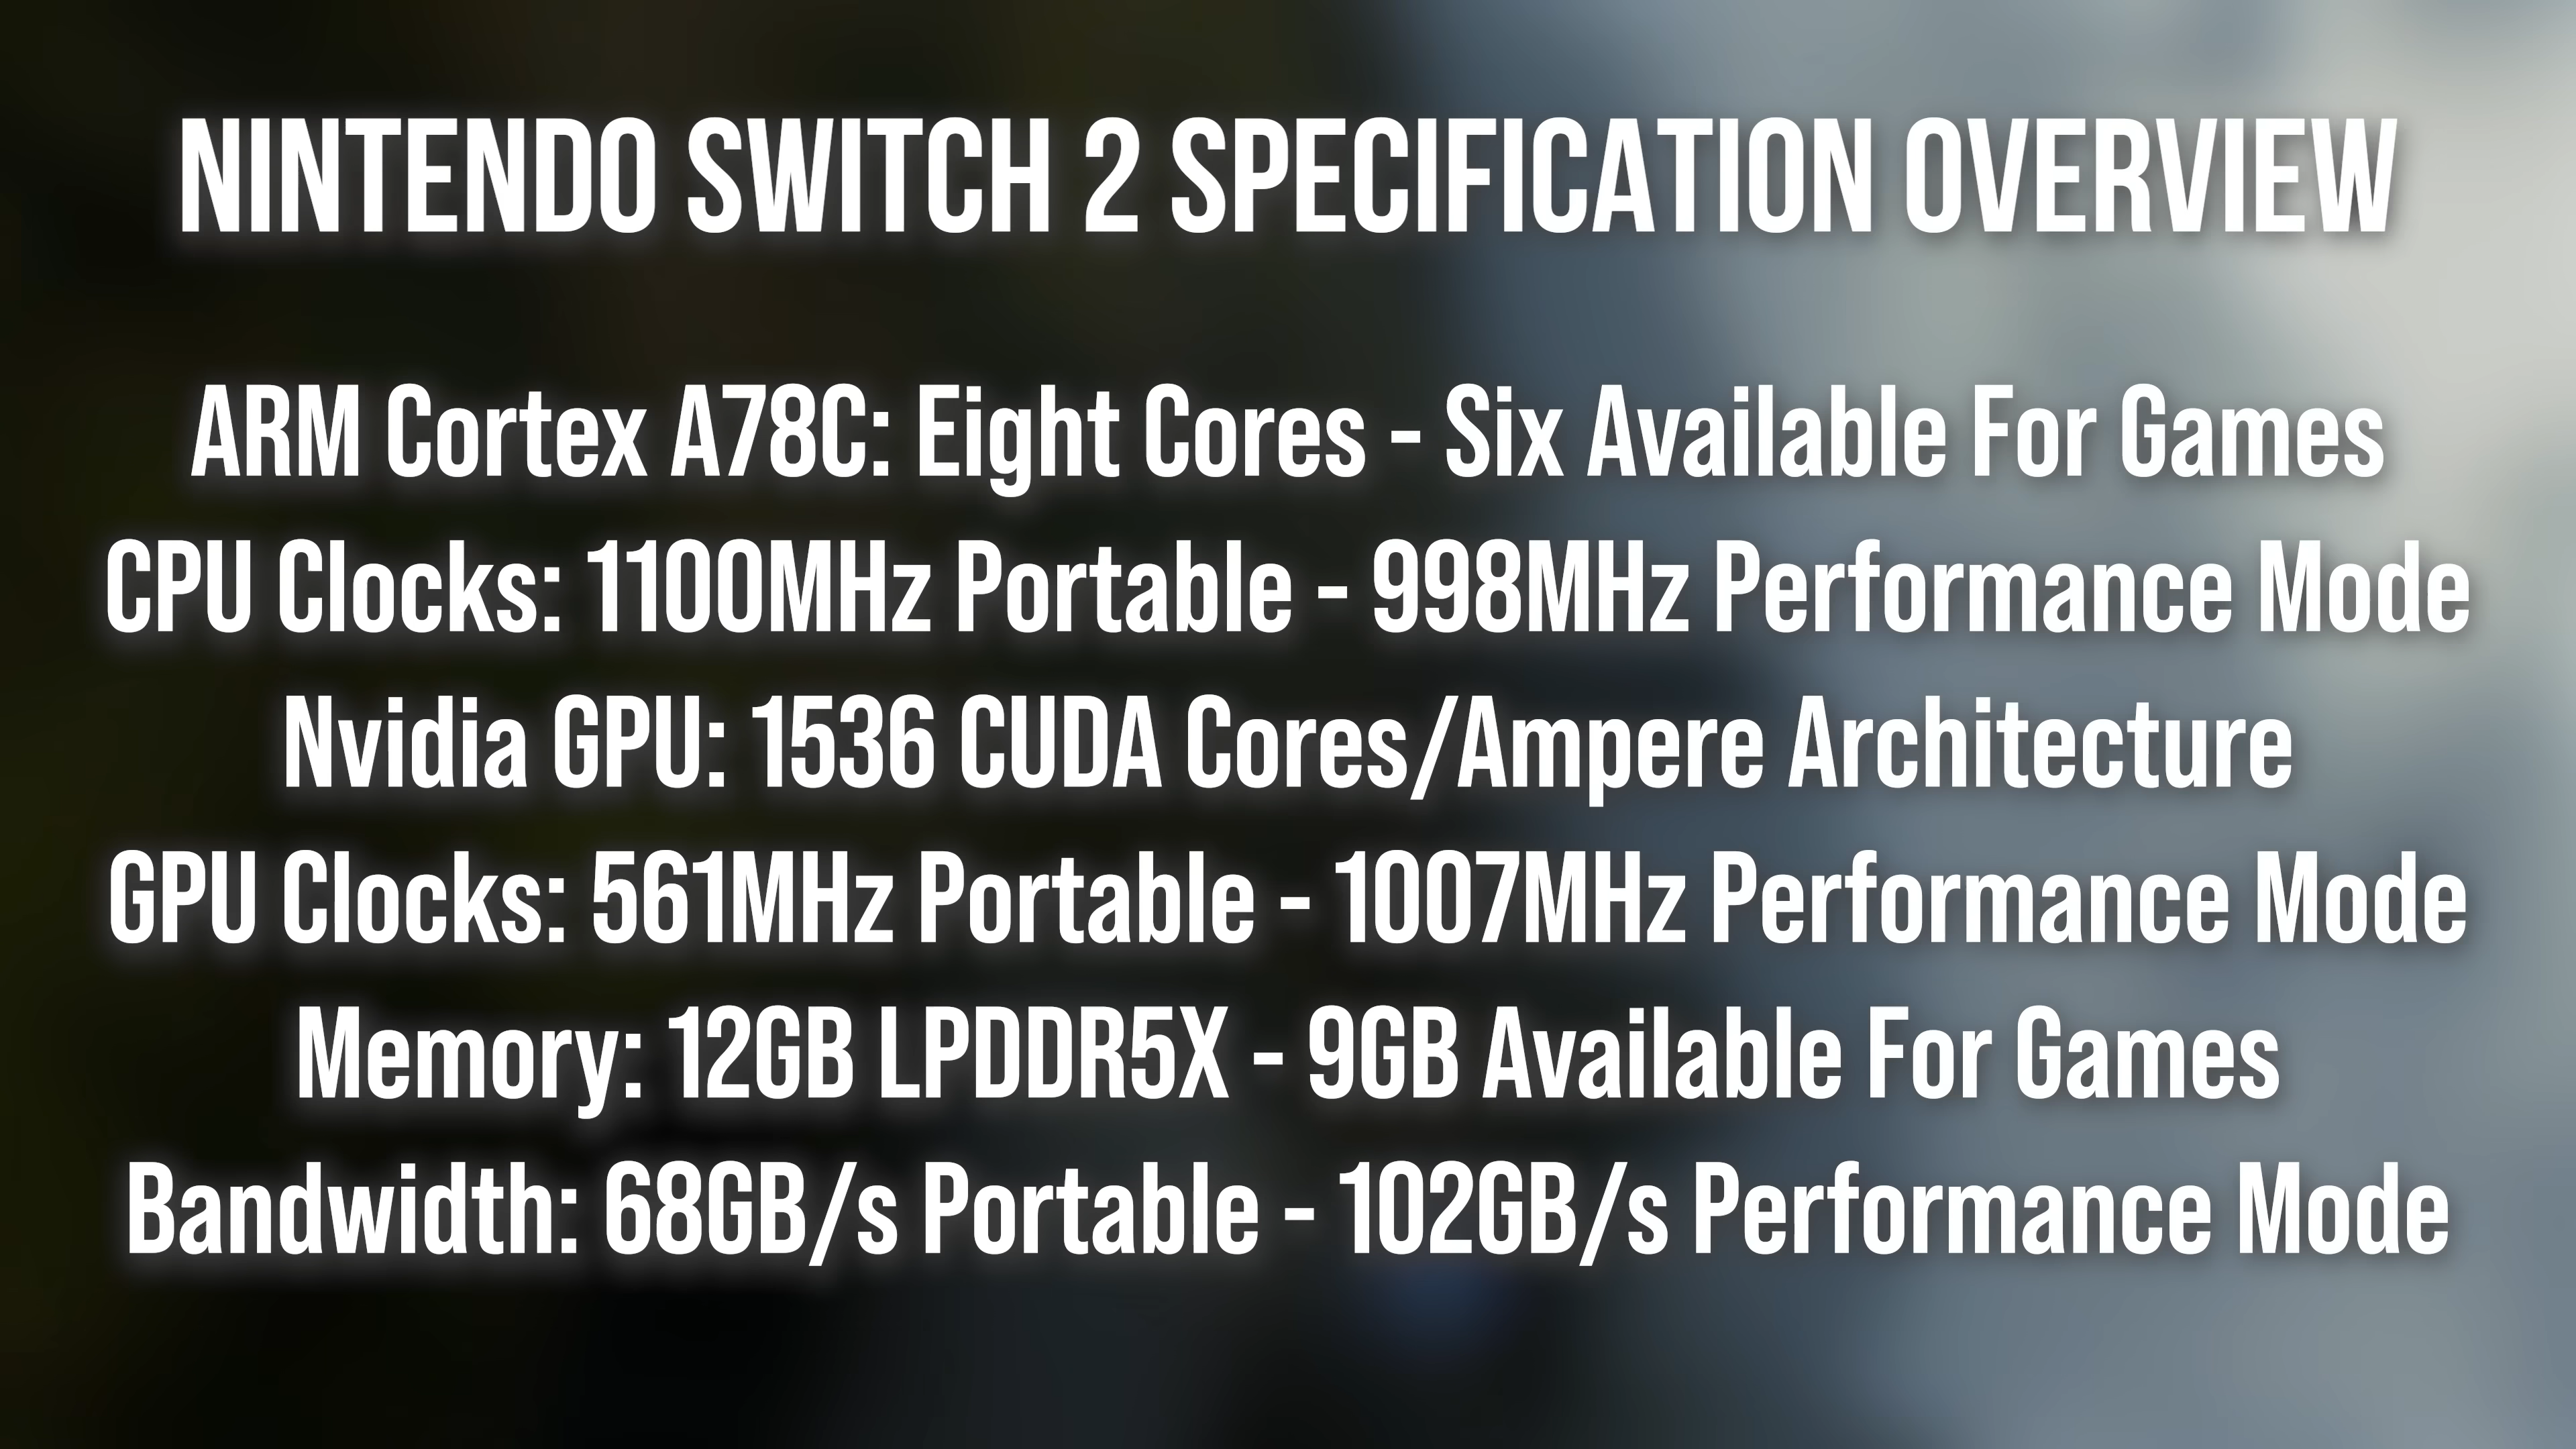 NINTENDO SWITCH 2 SPECIFICATION OVERVIEW
ARM Cortex A78C: Eight Cores - Six Available For Games
CPU Clocks: 1100MHz Portable - 998MHz Performance Mode
Nvidia GPU: 1536 CUDA Cores/Ampere Architecture
GPU Clocks: 561MHz Portable - 1007MHz Performance Mode
Memory: 12GB LPDDR5X - 9GB Available For Games
Bandwidth: 68GB/s Portable - 102GB/s Performance Mode